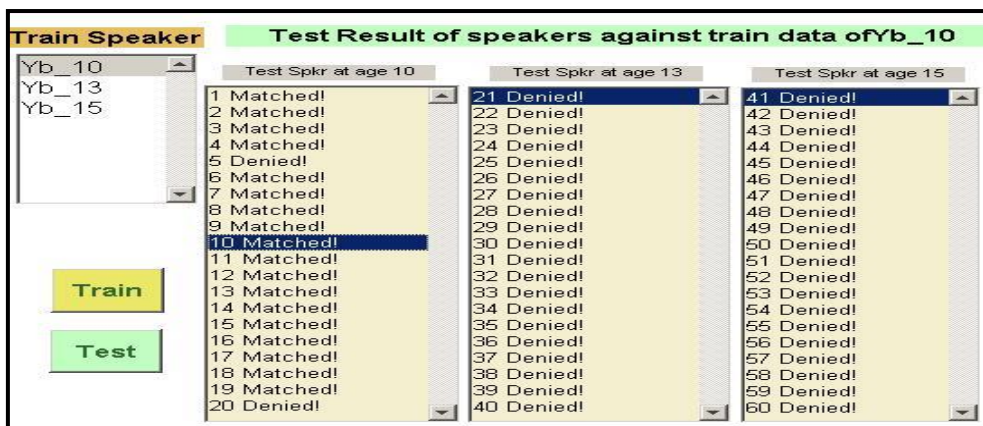 Train Speaker
Test Result of speakers against train data ofYb_10
Yb_10
Yb_13
Yb_15
Train
Test
Test Spkr at age 10
1 Matched!
2 Matched!
3 Matched!
4 Matched!
5 Denied!
6 Matched!
7 Matched!
8 Matched!
9 Matched!
10 Matched!
11 Matched!
12 Matched!
13 Matched!
14 Matched!
15 Matched!
16 Matched!
17 Matched!
18 Matched!
19 Matched!
20 Denied!
Test Spkr at age 13
21 Denied!
22 Denied!
23 Denied!
24 Denied!
25 Denied!
26 Denied!
27 Denied!
28 Denied!
29 Denied!
30 Denied!
31 Denied!
32 Denied!
33 Denied!
34 Denied!
35 Denied!
36 Denied!
37 Denied!
38 Denied!
39 Denied!
40 Denied!
Test Spkr at age 15
41 Denied!
42 Denied!
43 Denied!
44 Denied!
45 Denied!
46 Denied!
47 Denied!
48 Denied!
49 Denied!
50 Denied!
51 Denied!
52 Denied!
53 Denied!
54 Denied!
55 Denied!
56 Denied!
57 Denied!
58 Denied!
59 Denied!
60 Denied!